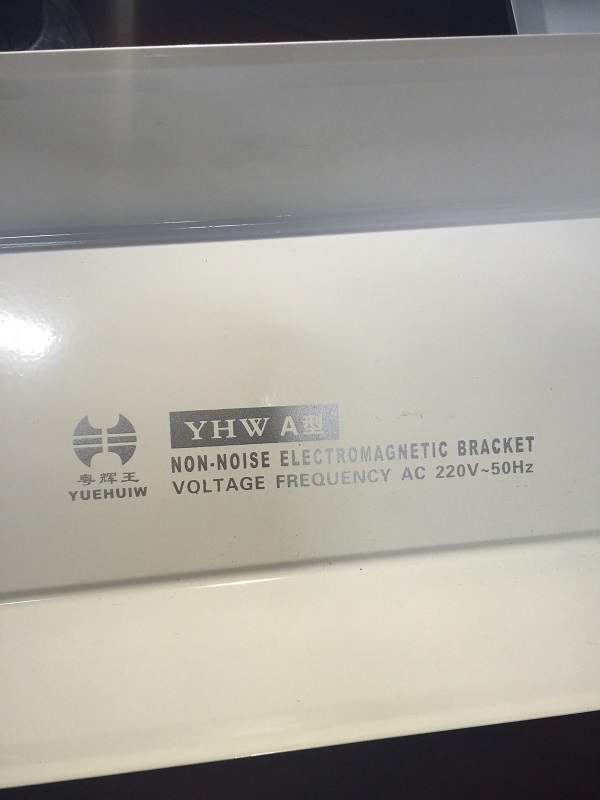 粤辉王
YUEHUIW
YHW A型
NON-NOISE ELECTROMAGNETIC BRACKET
VOLTAGE FREQUENCY AC 220V~50Hz